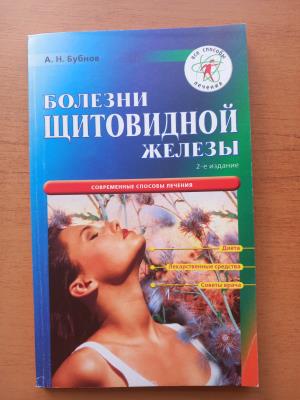 А. Н. Бубнов
все способы
лечения
БОЛЕЗНИ
ЩИТОВИДНОЙ
ЖЕЛЕЗЫ
2-е издание
СОВРЕМЕННЫЕ СПОСОБЫ ЛЕЧЕНИЯ
Диета
Лекарственные средства
Советы врача